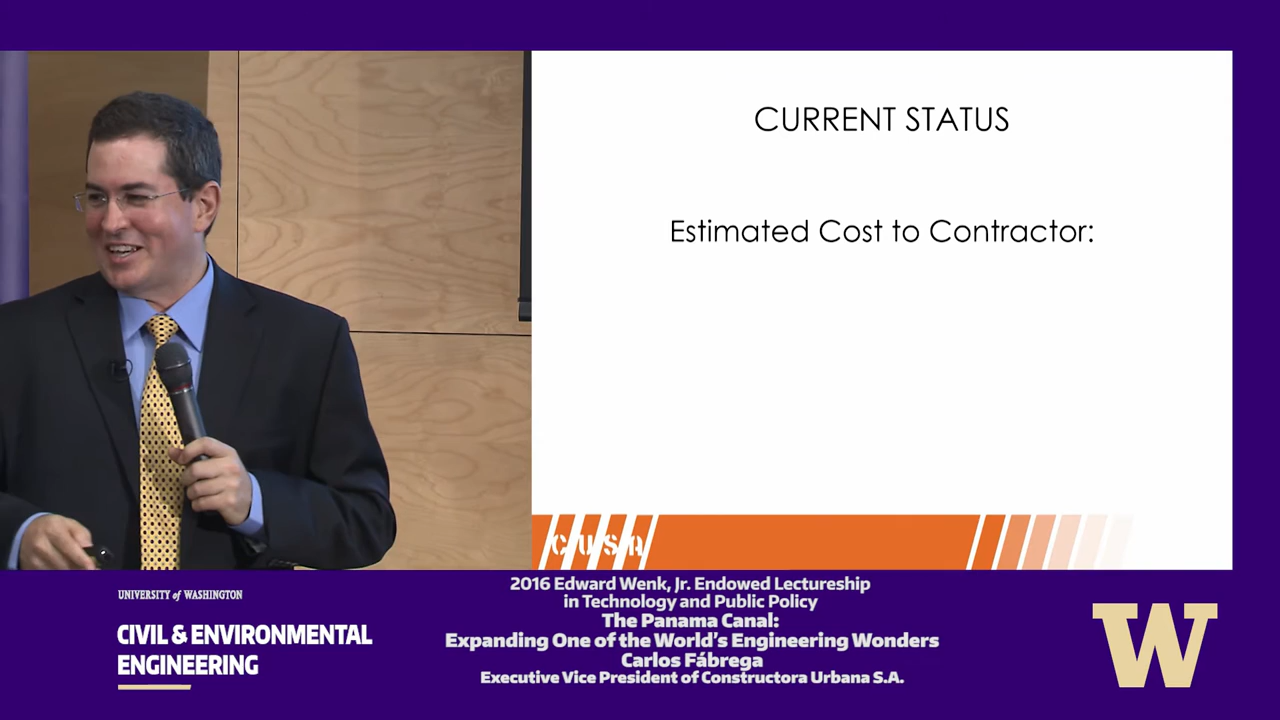 CURRENT STATUS
Estimated Cost to Contractor:
CUSA
UNIVERSITY of WASHINGTON
CIVIL & ENVIRONMENTAL
ENGINEERING
2016 Edward Wenk, Jr. Endowed Lectureship
in Technology and Public Policy
The Panama Canal:
Expanding One of the World's Engineering Wonders
Carlos Fábrega
Executive Vice President of Constructora Urbana S.A.
W